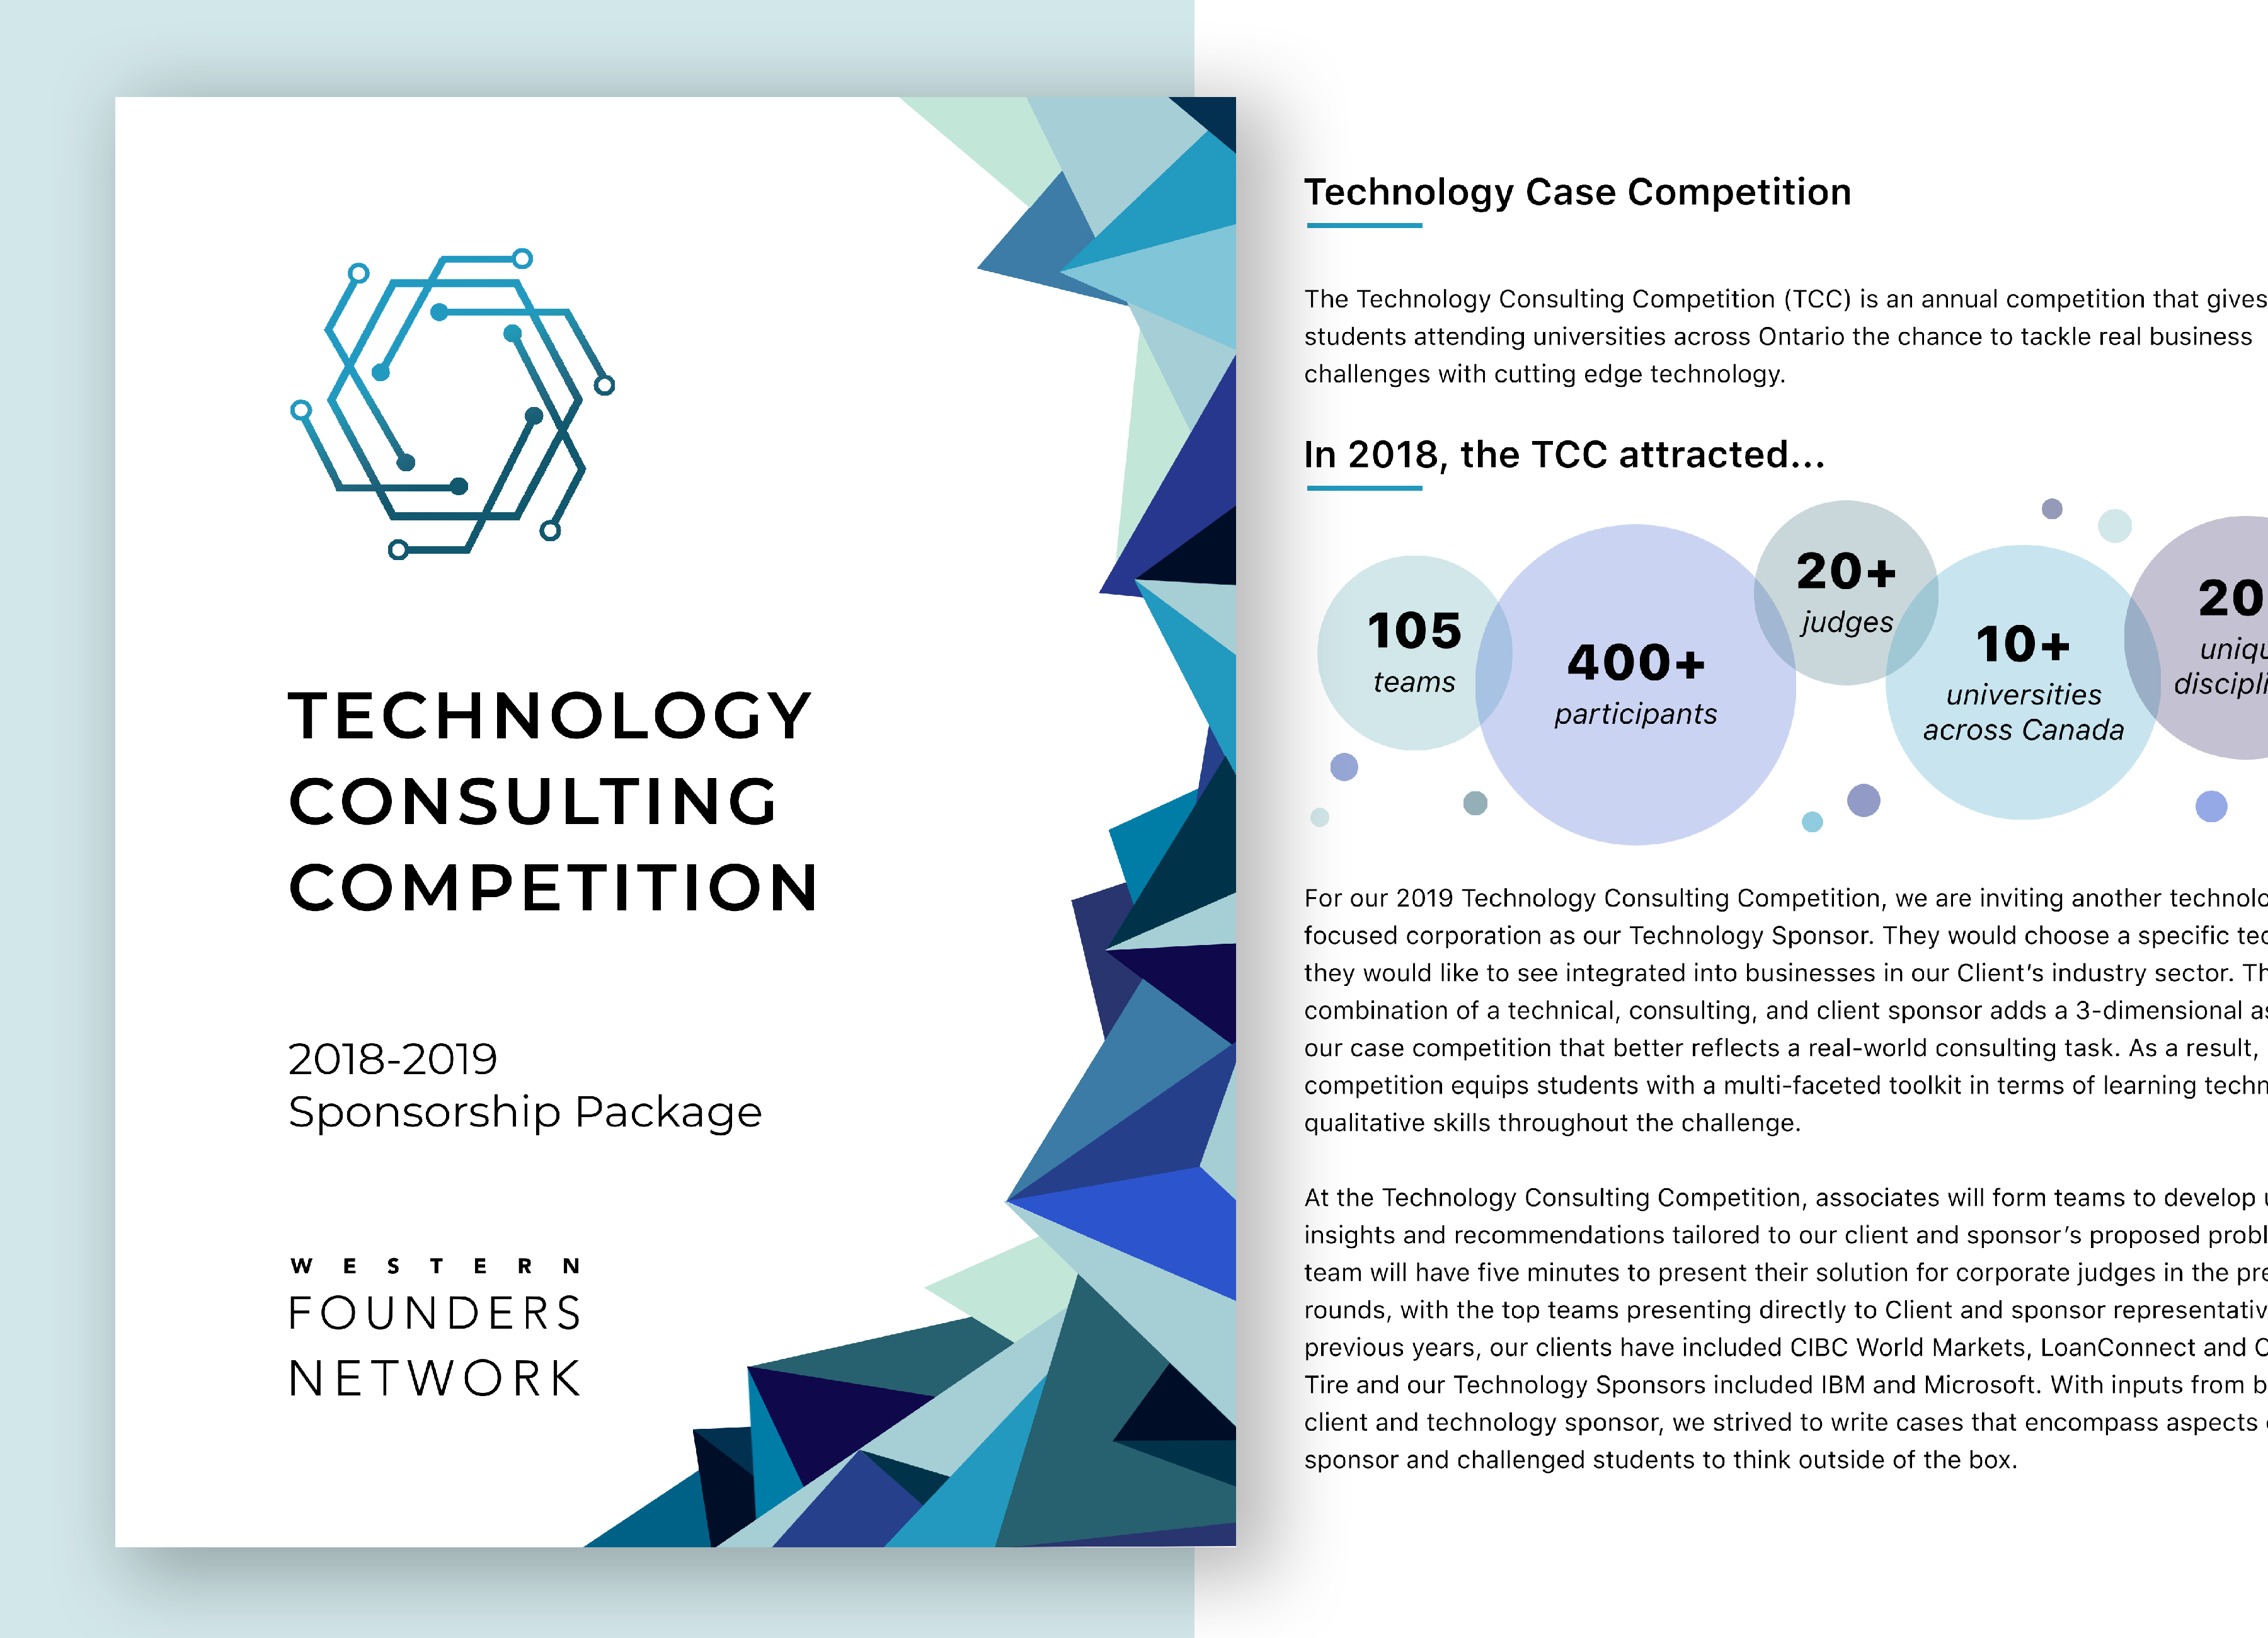 TECHNOLOGY
CONSULTING
COMPETITION
2018-2019
Sponsorship Package
WESTERN
FOUNDERS
NETWORK
Technology Case Competition
The Technology Consulting Competition (TCC) is an annual competition that gives
students attending universities across Ontario the chance to tackle real business
challenges with cutting edge technology.
In 2018, the TCC attracted...
105
teams
400+
participants
20+
judges
10+
universities
across Canada
20
For our 2019 Technology Consulting Competition, we are inviting another
focused corporation as our Technology Sponsor. They would choose a specific
they would like to see integrated into businesses in our Client’s industry sector.
combination of a technical, consulting, and client sponsor adds a 3-dimensional
our case competition that better reflects a real-world consulting task. As a result,
competition equips students with a multi-faceted toolkit in terms of learning
qualitative skills throughout the challenge.
At the Technology Consulting Competition, associates will form teams to develop
insights and recommendations tailored to our client and sponsor’s proposed
team will have five minutes to present their solution for corporate judges in the
rounds, with the top teams presenting directly to Client and sponsor
previous years, our clients have included CIBC World Markets, LoanConnect and
Tire and our Technology Sponsors included IBM and Microsoft. With inputs from
client and technology sponsor, we strived to write cases that encompass aspects
sponsor and challenged students to think outside of the box.